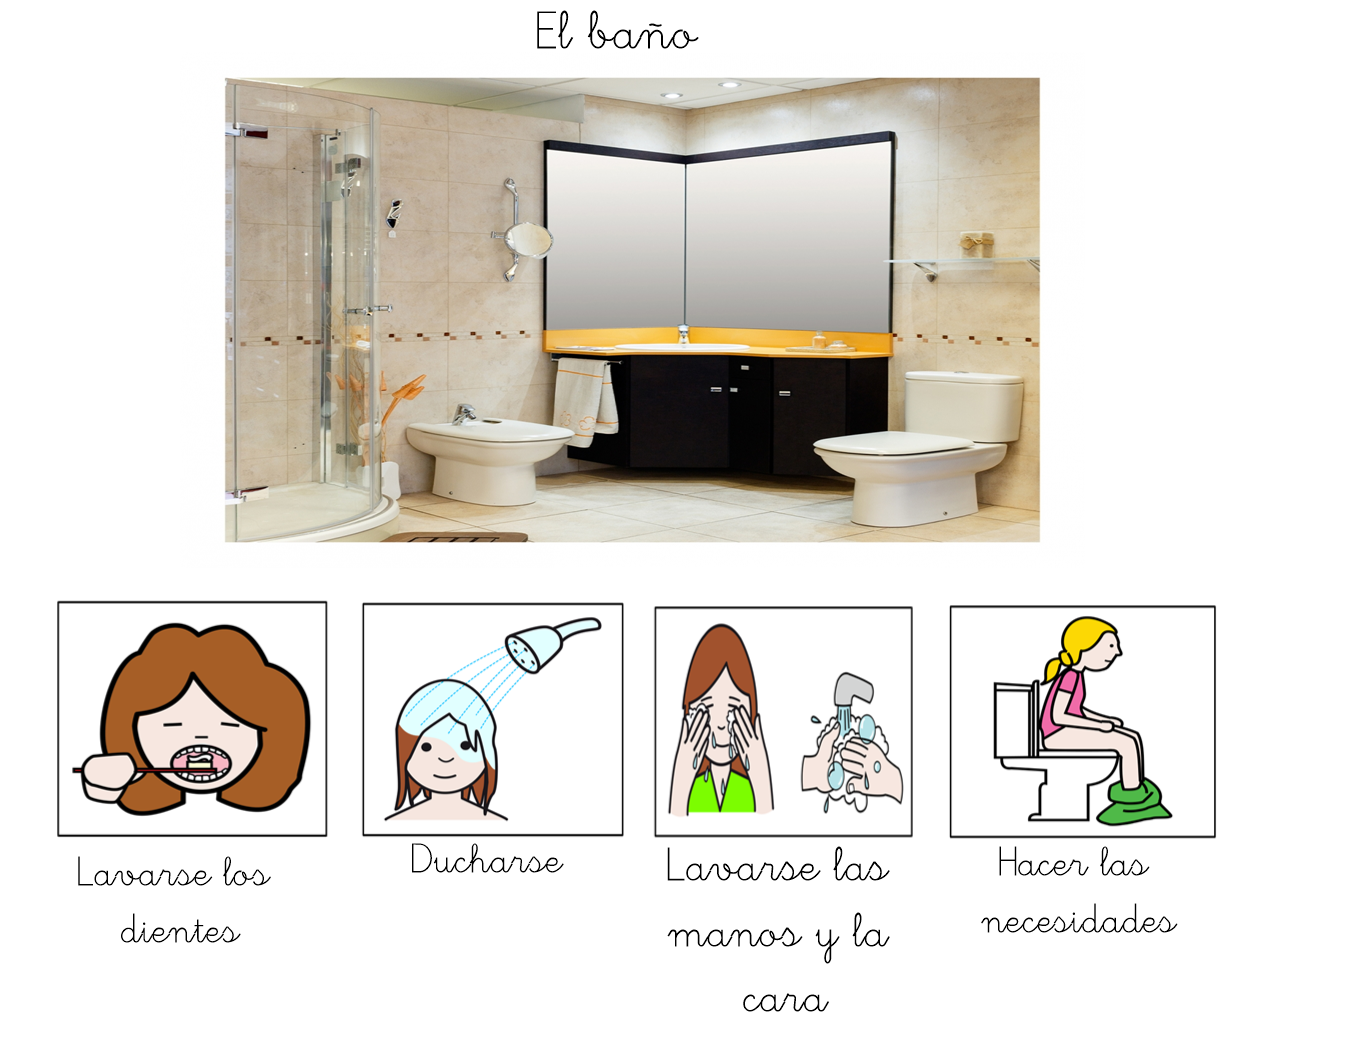 El baño
Lavarse los
dientes
Ducharse
Lavarse las
manos y la
cara
Hacer las
necesidades